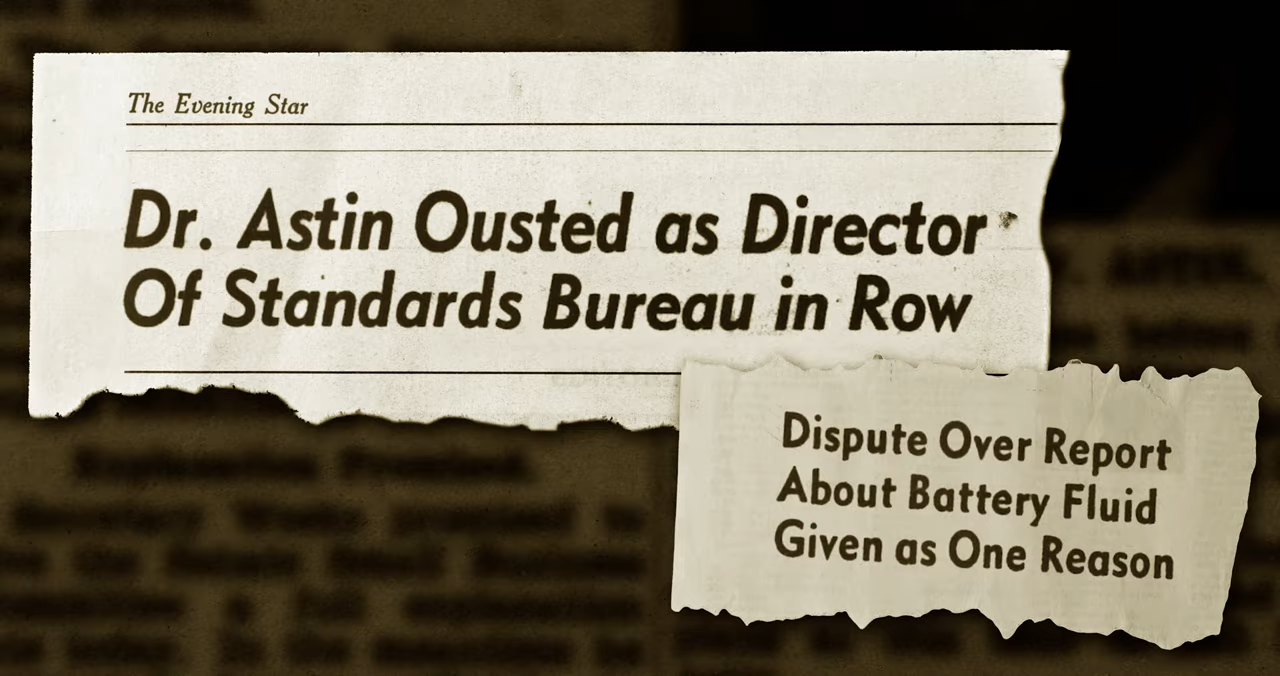 The Evening Star
Dr. Astin Ousted as Director
Of Standards Bureau in Row
Dispute Over Report
About Battery Fluid
Given as One Reason